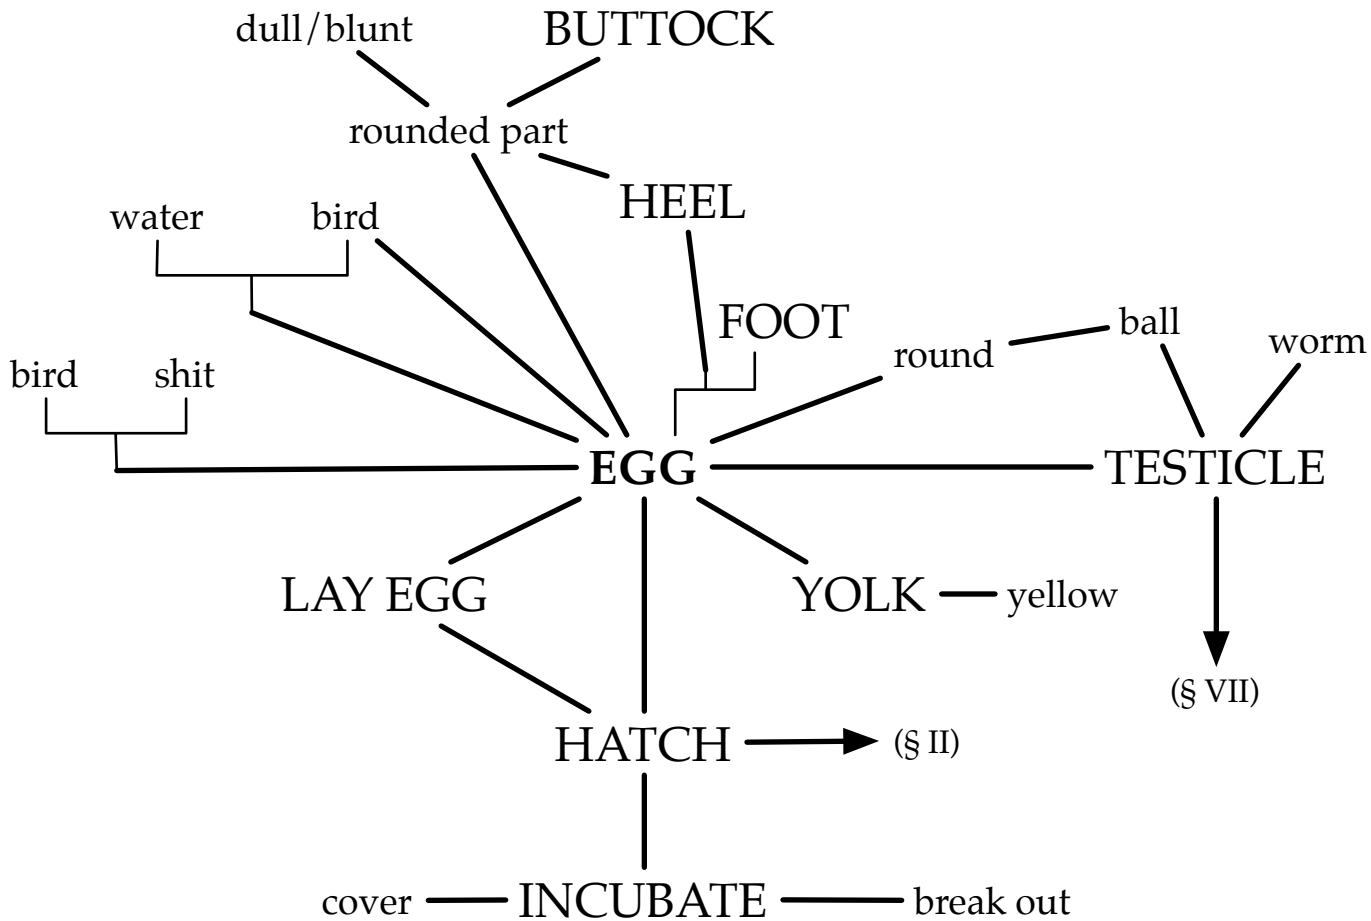 dull/blunt
BUTTOCK
rounded part
HEEL
water
bird
FOOT
ball
round
worm
bird
shit
EGG
TESTICLE
LAY EGG
YOLK
yellow
(§ VII)
HATCH
(§ II)
cover
INCUBATE
break out